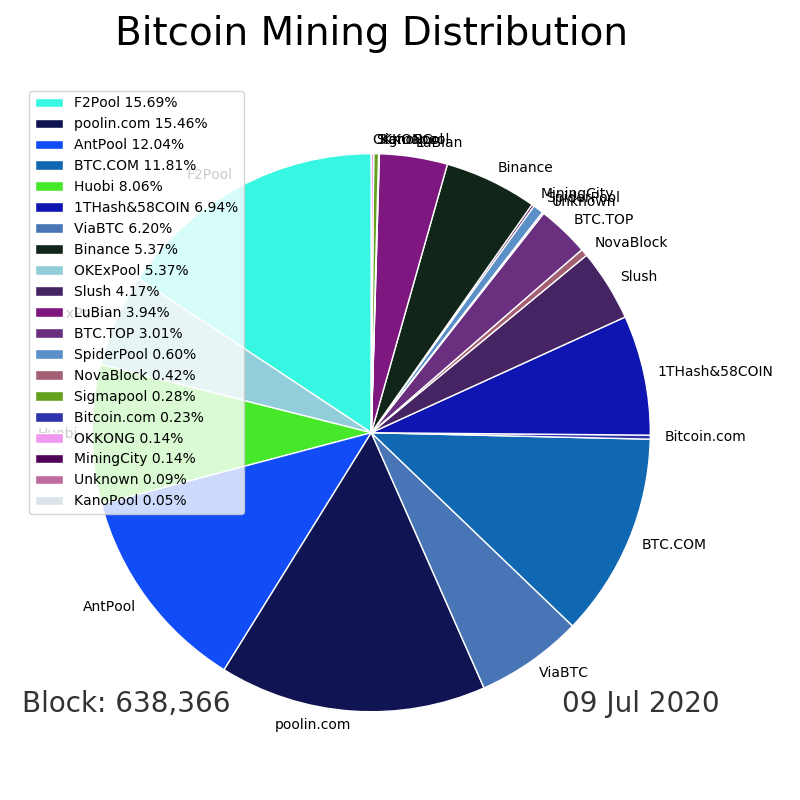 Bitcoin Mining Distribution
F2Pool 15.69%
poolin.com 15.46%
AntPool 12.04%
BTC.COM 11.81%
Huobi 8.06%
1THash&58COIN 6.94%
ViaBTC 6.20%
Binance 5.37%
OKExPool 5.37%
Slush 4.17%
LuBian 3.94%
BTC.TOP 3.01%
SpiderPool 0.60%
NovaBlock 0.42%
Sigmapool 0.28%
Bitcoin.com 0.23%
OKKONG 0.14%
MiningCity 0.14%
Unknown 0.09%
KanoPool 0.05%
F2Pool
Huobi
AntPool
poolin.com
ViaBTC
BTC.COM
Bitcoin.com
1THash&58COIN
Slush
NovaBlock
BTC.TOP
Unknown
SpiderPool
MiningCity
Binance
LuBian
Block: 638,366
09 Jul 2020